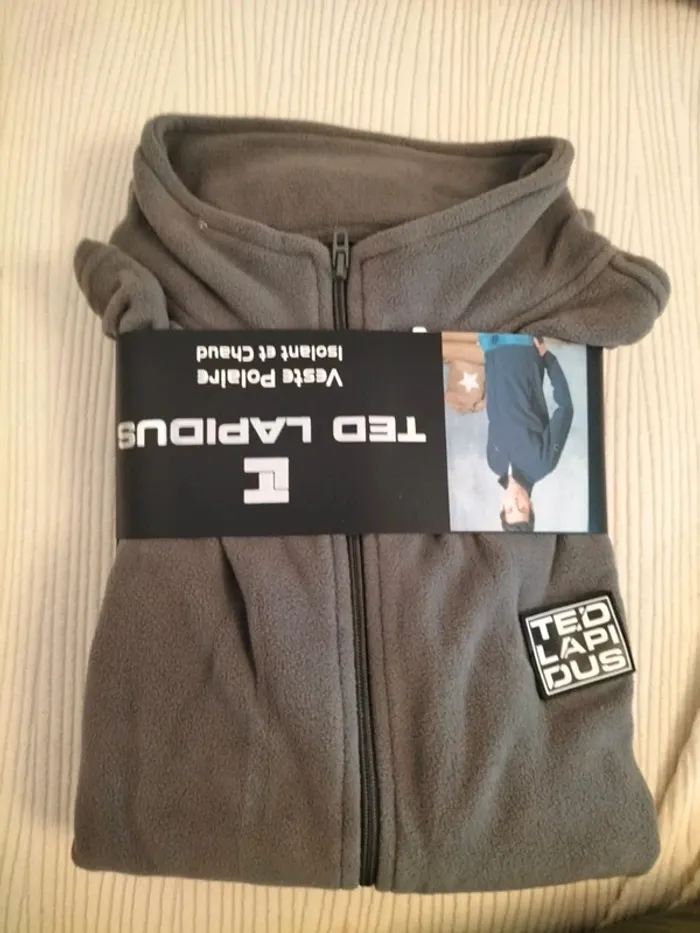 TED LAPIDUS
Veste Polaire
Isolant et Chaud
TED
LAPI
DUS